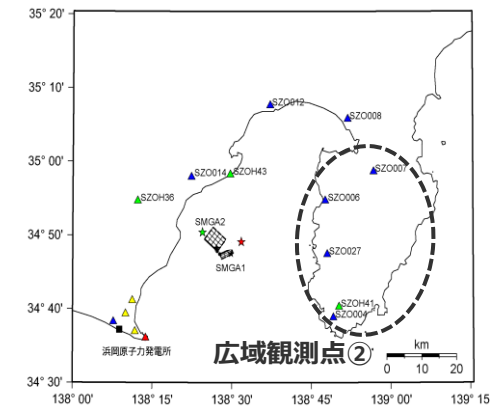 35° 20'
35° 10'
35° 00'
34° 50'
34° 40'
34° 30'
SZO012
SZO008
SZO014
SZOH43
SZO007
SZOH36
SZO006
SMGA2
SMGA1
SZO027
SZOH41
SZO004
浜岡原子力発電所
広域観測点②
km
0 10 20
138° 00' 138° 15' 138° 30' 138° 45' 139° 00' 139° 15'